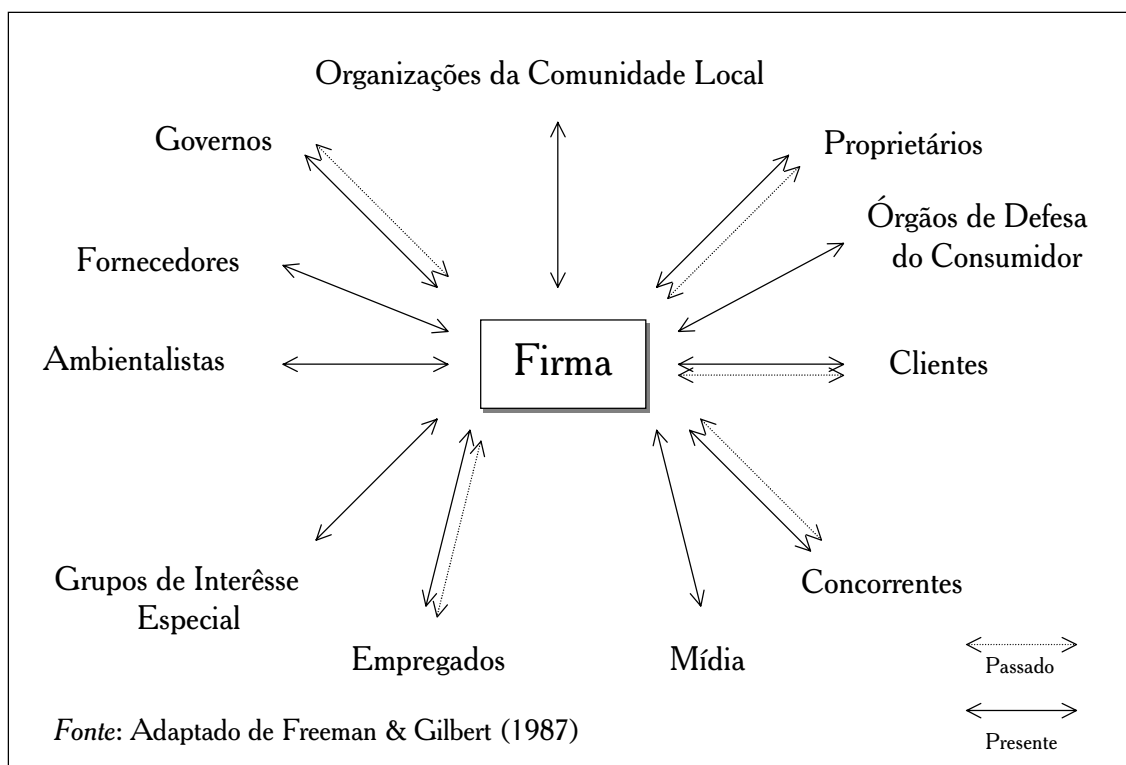 Organizações da Comunidade Local
Governos
Proprietários
Órgãos de Defesa
do Consumidor
Fornecedores
Ambientalistas
Firma
Clientes
Grupos de Interêsse
Especial
Concorrentes
Empregados
Mídia
Passado
Presente
Fonte: Adaptado de Freeman & Gilbert (1987)